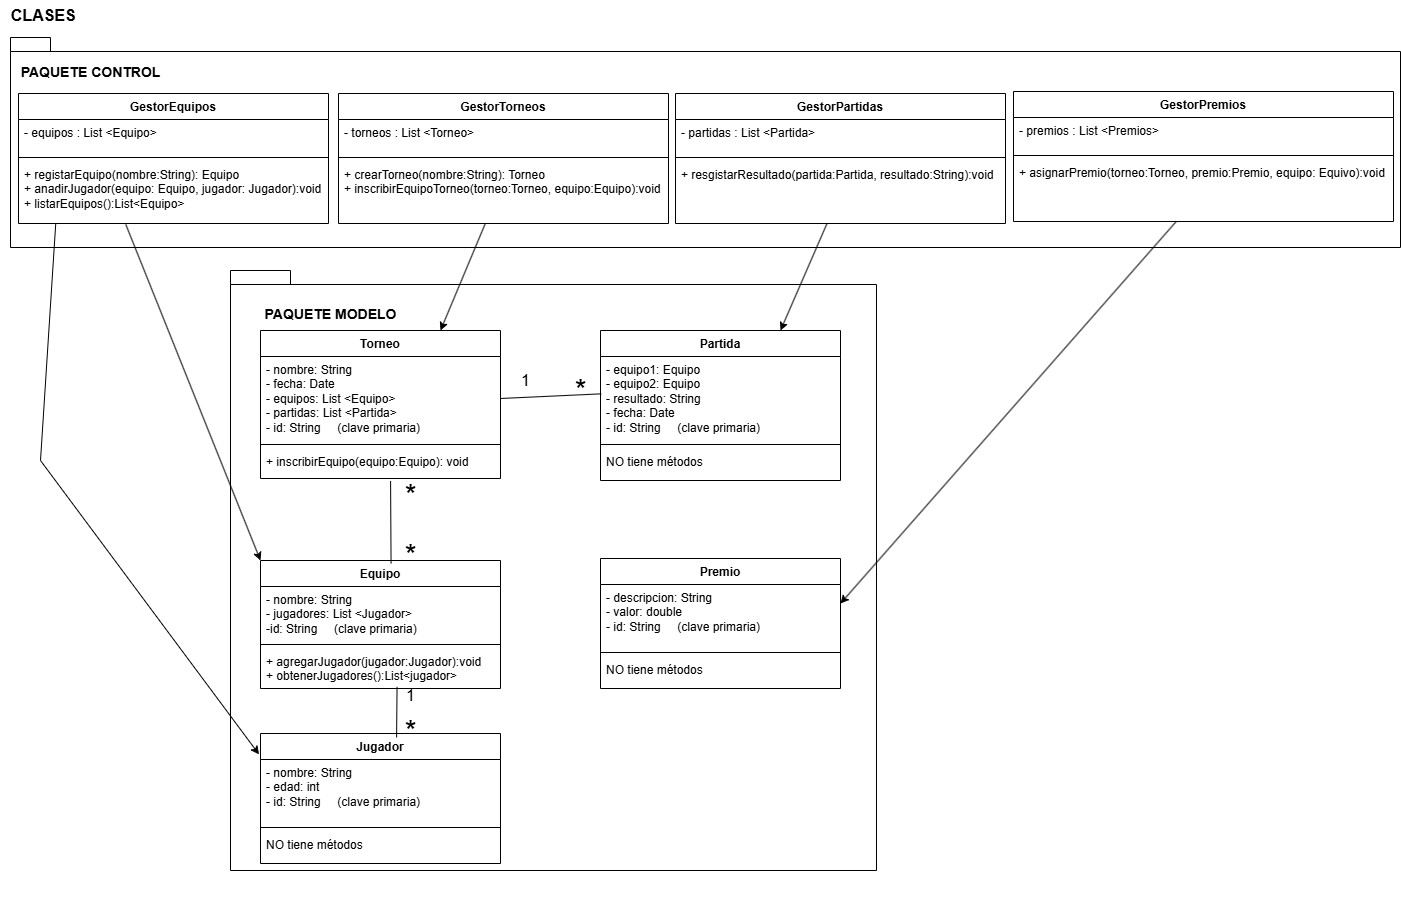 CLASES
PAQUETE CONTROL
GestorEquipos
- equipos : List <Equipo>
+ registarEquipo(nombre:String): Equipo
+ anadirJugador(equipo: Equipo, jugador: Jugador):void
+ listarEquipos():List<Equipo>
GestorTorneos
- torneos : List <Torneo>
+ crearTorneo(nombre:String): Torneo
+ inscribirEquipoTorneo(torneo:Torneo, equipo:Equipo):void
GestorPartidas
- partidas : List <Partida>
+ resgistarResultado(partida:Partida, resultado:String):void
GestorPremios
- premios : List <Premios>
+ asignarPremio(torneo:Torneo, premio:Premio, equipo: Equivo):void
PAQUETE MODELO
Torneo
- nombre: String
- fecha: Date
- equipos: List <Equipo>
- partidas: List <Partida>
- id: String (clave primaria)
+ inscribirEquipo(equipo:Equipo): void
1
*
Partida
- equipo1: Equipo
- equipo2: Equipo
- resultado: String
- fecha: Date
- id: String (clave primaria)
NO tiene métodos
*
*
Equipo
- nombre: String
- jugadores: List <Jugador>
-id: String (clave primaria)
+ agregarJugador(jugador:Jugador):void
+ obtenerJugadores():List<jugador>
Premio
- descripcion: String
- valor: double
- id: String (clave primaria)
NO tiene métodos
1
*
Jugador
- nombre: String
- edad: int
- id: String (clave primaria)
NO tiene métodos